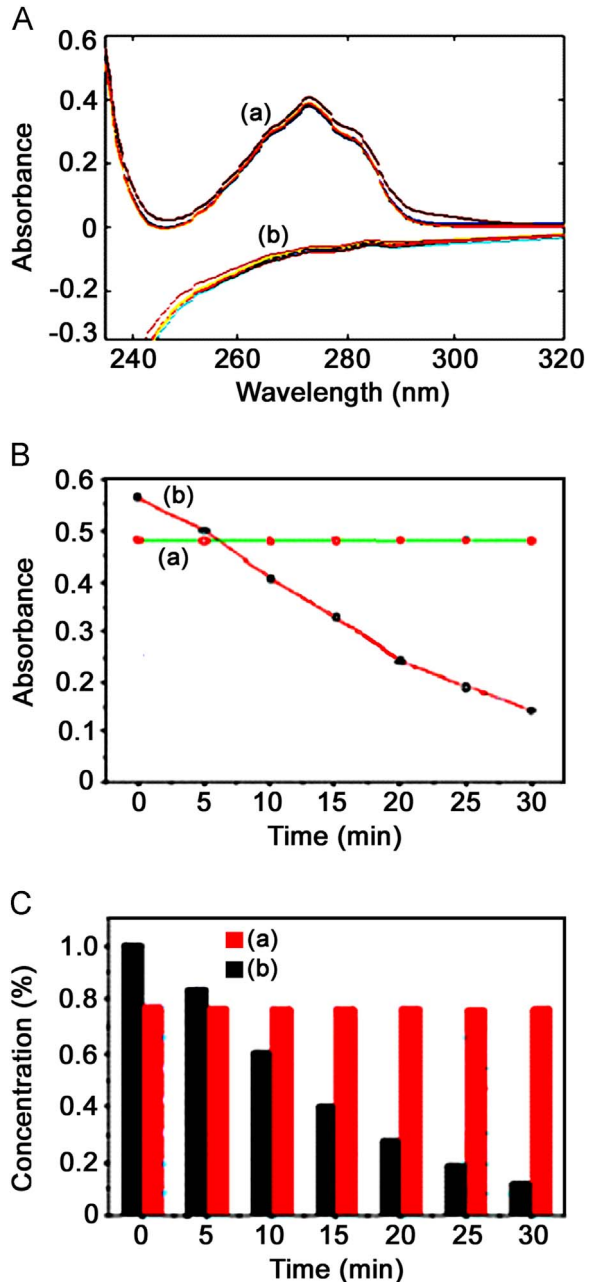 A
0.6
0.4
0.2
0
-0.2
-0.3
Absorbance
(a)
(b)
240 260 280 300 320
Wavelength (nm)
B
0.6
0.5
0.4
0.3
0.2
0.1
0
Absorbance
(b)
(a)
0 5 10 15 20 25 30
Time (min)
C
1.0
0.8
0.6
0.4
0.2
0
Concentration (%)
(a)
(b)
0 5 10 15 20 25 30
Time (min)